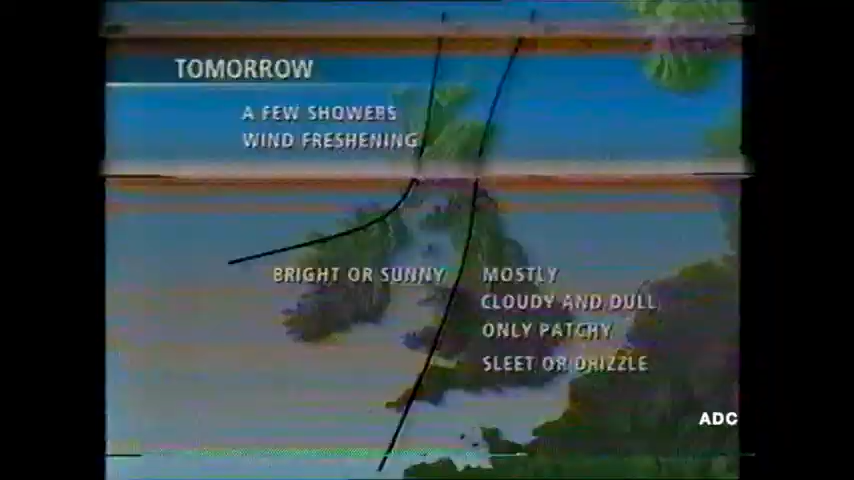 TOMORROW
A FEW SHOWERS
WIND FRESHENING
BRIGHT OR SUNNY
MOSTLY
CLOUDY AND DULL
ONLY PATCHY
SLEET OR DRIZZLE
ADC